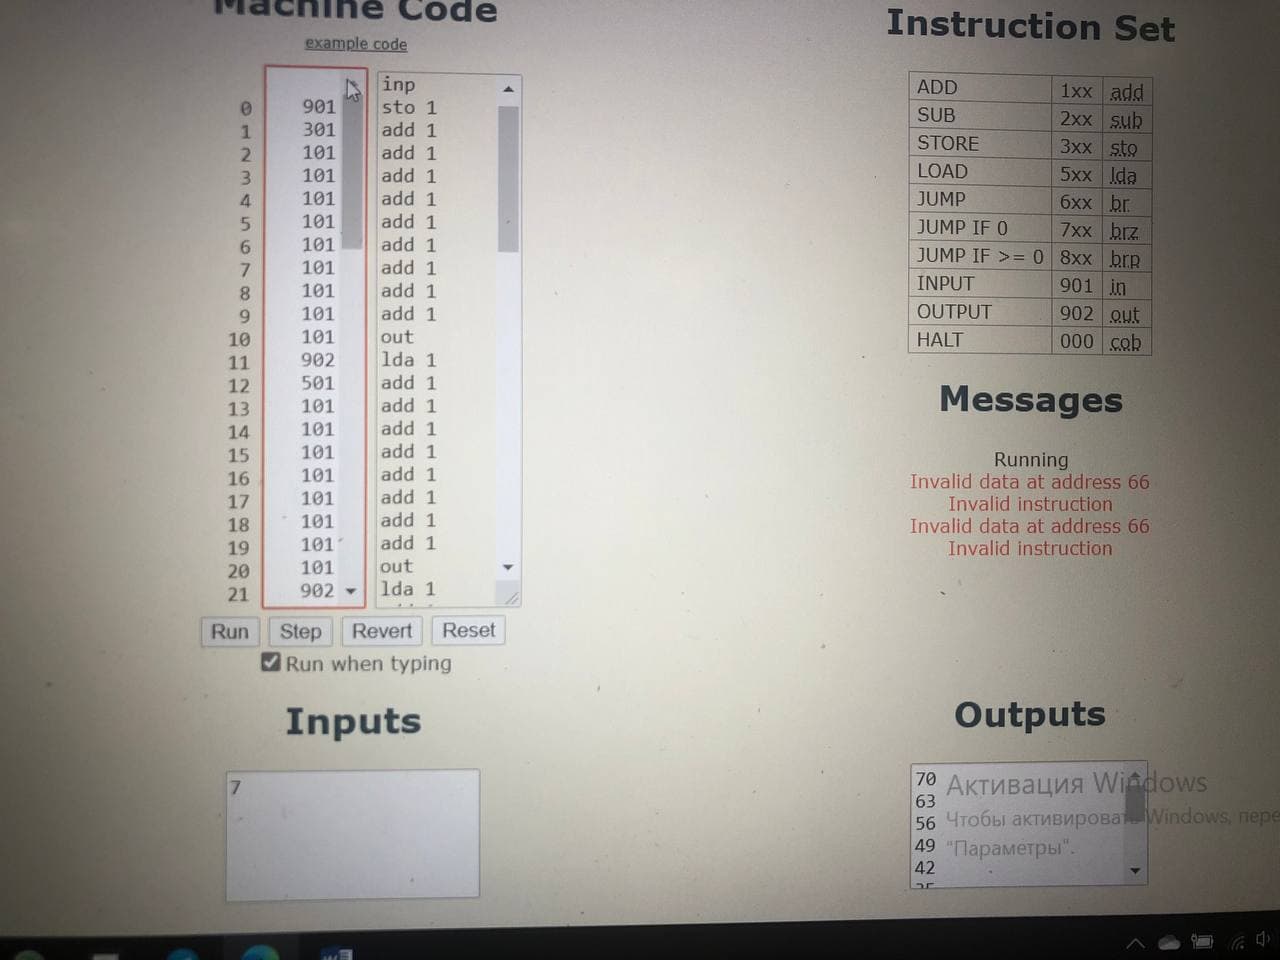 Machine Code
example code
0 901
1 301
2 101
3 101
4 101
5 101
6 101
7 101
8 101
9 101
10 101
11 902
12 501
13 101
14 101
15 101
16 101
17 101
18 101
19 101
20 101
21 902
inp
sto 1
add 1
add 1
add 1
add 1
add 1
add 1
add 1
add 1
add 1
out
lda 1
add 1
add 1
add 1
add 1
add 1
add 1
add 1
add 1
out
lda 1
Run Step Revert Reset
Run when typing
Inputs
7
Instruction Set
ADD 1xx add
SUB 2xx sub
STORE 3xx sto
LOAD 5xx lda
JUMP 6xx br
JUMP IF 0 7xx brz
JUMP IF >= 0 8xx brp
INPUT 901 in
OUTPUT 902 out
HALT 000 cob
Messages
Running
Invalid data at address 66
Invalid instruction
Invalid data at address 66
Invalid instruction
Outputs
70
63
56
49
42
Активация Windows
Чтобы активировать Windows, пере
"Параметры".